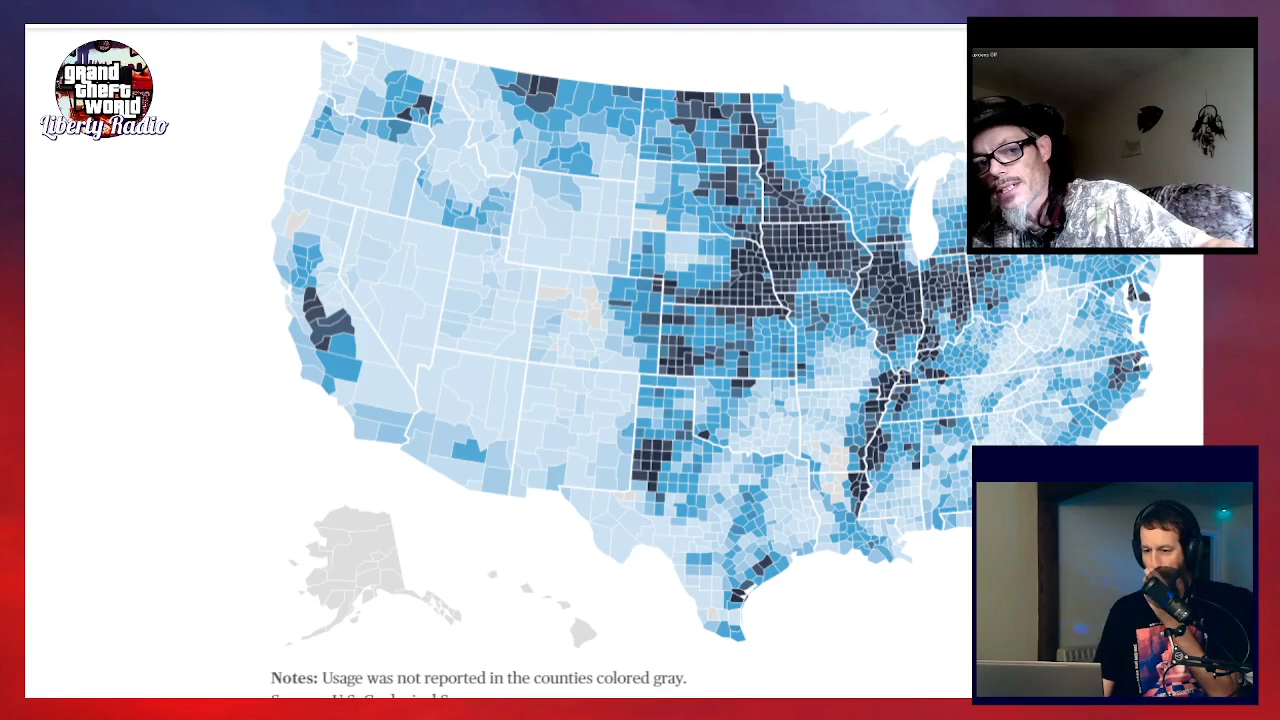 grand
theft
world
Liberty Radio
Notes: Usage was not reported in the counties colored gray.